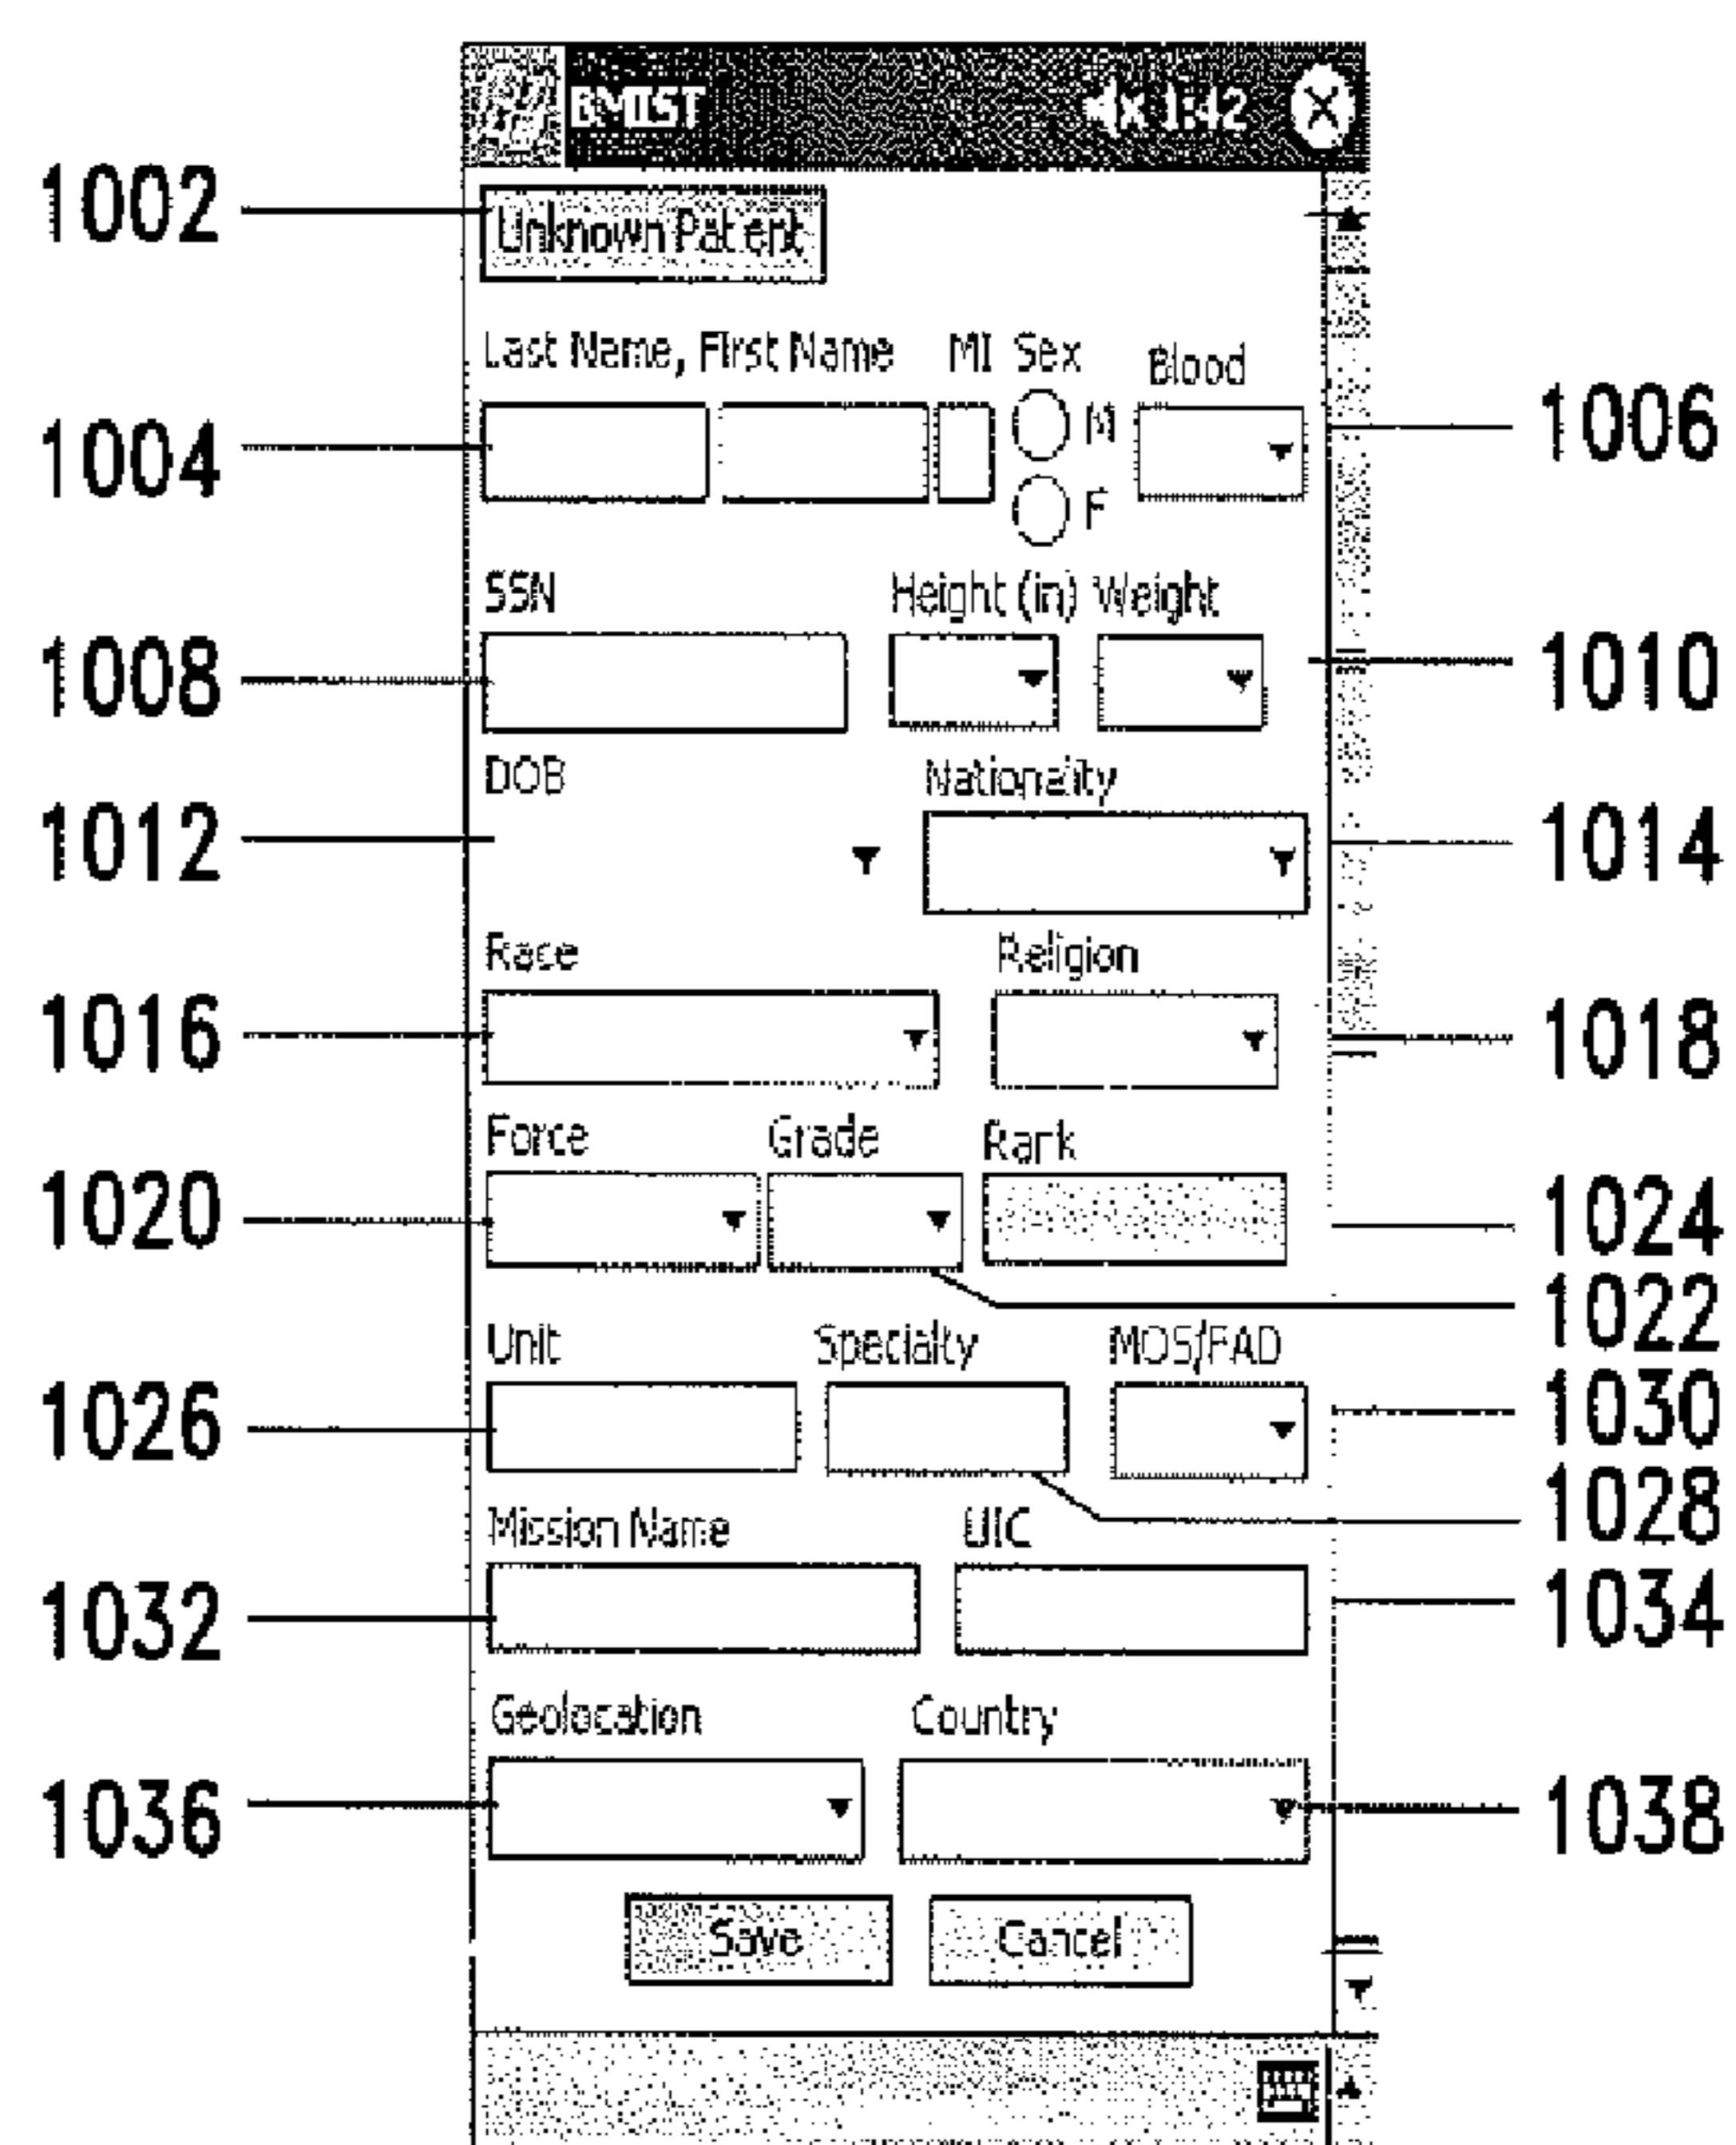 BMIST 1:42
1002 Unknown Patient
Last Name, First Name MI Sex Blood
1004 M 1006
F
SSN Height (in) Weight
1008 1010
DOB Nationality
1012 1014
Race Religion
1016 1018
Force Grade Rank
1020 1024
1022
Unit Specialty MOS/FAD
1026 1030
1028
Mission Name UIC
1032 1034
Geolocation Country
1036 1038
Save Cancel